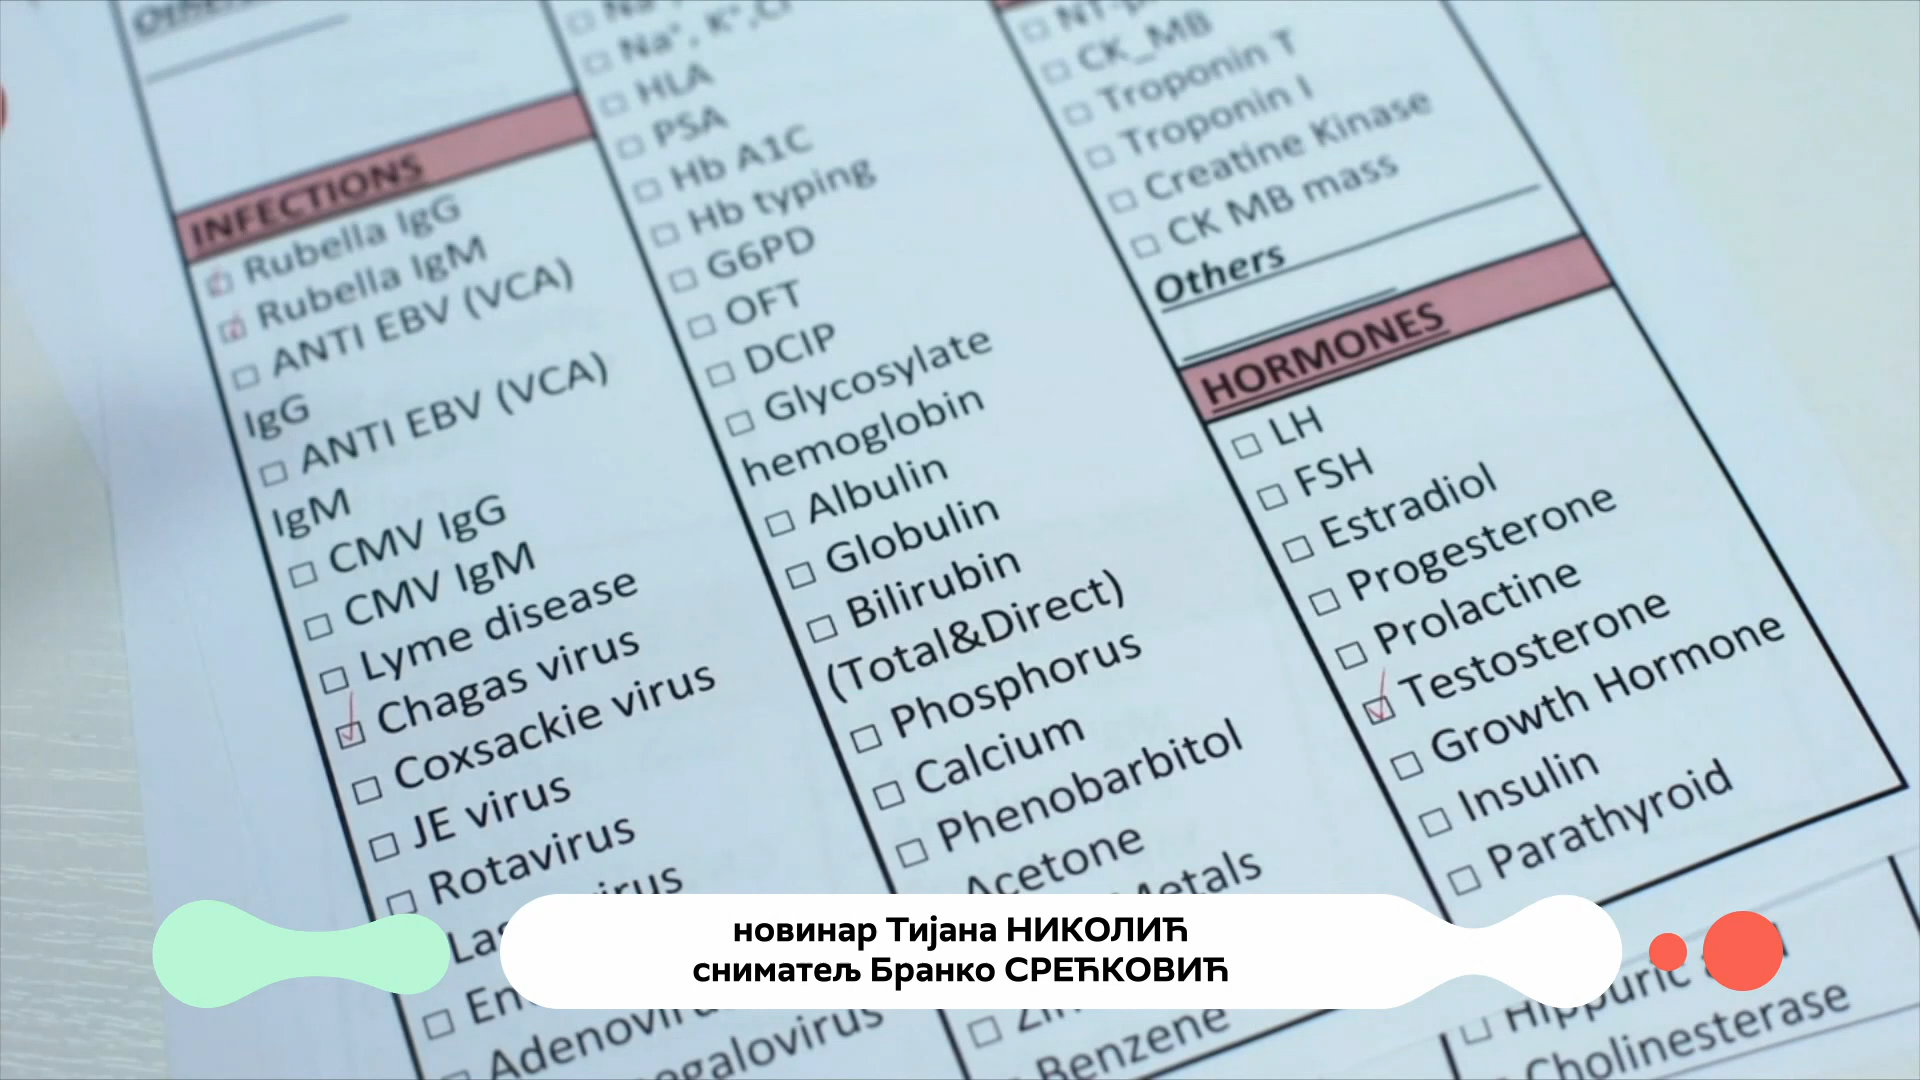 Others
INFECTIONS
Rubella IgG
Rubella IgM
ANTI EBV (VCA)
IgG
ANTI EBV (VCA)
IgM
CMV IgG
CMV IgM
Lyme disease
Chagas virus
Coxsackie virus
JE virus
Rotavirus
Na⁺, K⁺, Cl
HLA
PSA
Hb A1C
Hb typing
G6PD
OFT
DCIP
Glycosylate
hemoglobin
Albulin
Globulin
Bilirubin
(Total&Direct)
Phosphorus
Calcium
Phenobarbitol
Acetone
Metals
Benzene
CK_MB
Troponin T
Troponin I
Creatine Kinase
CK MB mass
Others
HORMONES
LH
FSH
Estradiol
Progesterone
Prolactine
Testosterone
Growth Hormone
Insulin
Parathyroid
Hippuric
Cholinesterase
новинар Тијана НИКОЛИЋ
сниматељ Бранко СРЕЋКОВИЋ